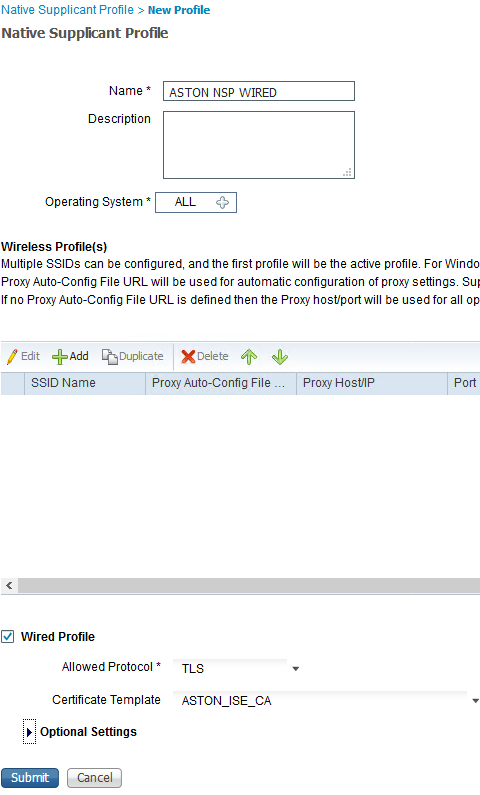 Native Supplicant Profile > New Profile
Native Supplicant Profile
Name * ASTON NSP WIRED
Description
Operating System * ALL
Wireless Profile(s)
Multiple SSIDs can be configured, and the first profile will be the active profile. For Windo
Proxy Auto-Config File URL will be used for automatic configuration of proxy settings. Sup
If no Proxy Auto-Config File URL is defined then the Proxy host/port will be used for all op
Edit Add Duplicate Delete
SSID Name Proxy Auto-Config File ... Proxy Host/IP Port
Wired Profile
Allowed Protocol * TLS
Certificate Template ASTON_ISE_CA
Optional Settings
Submit Cancel